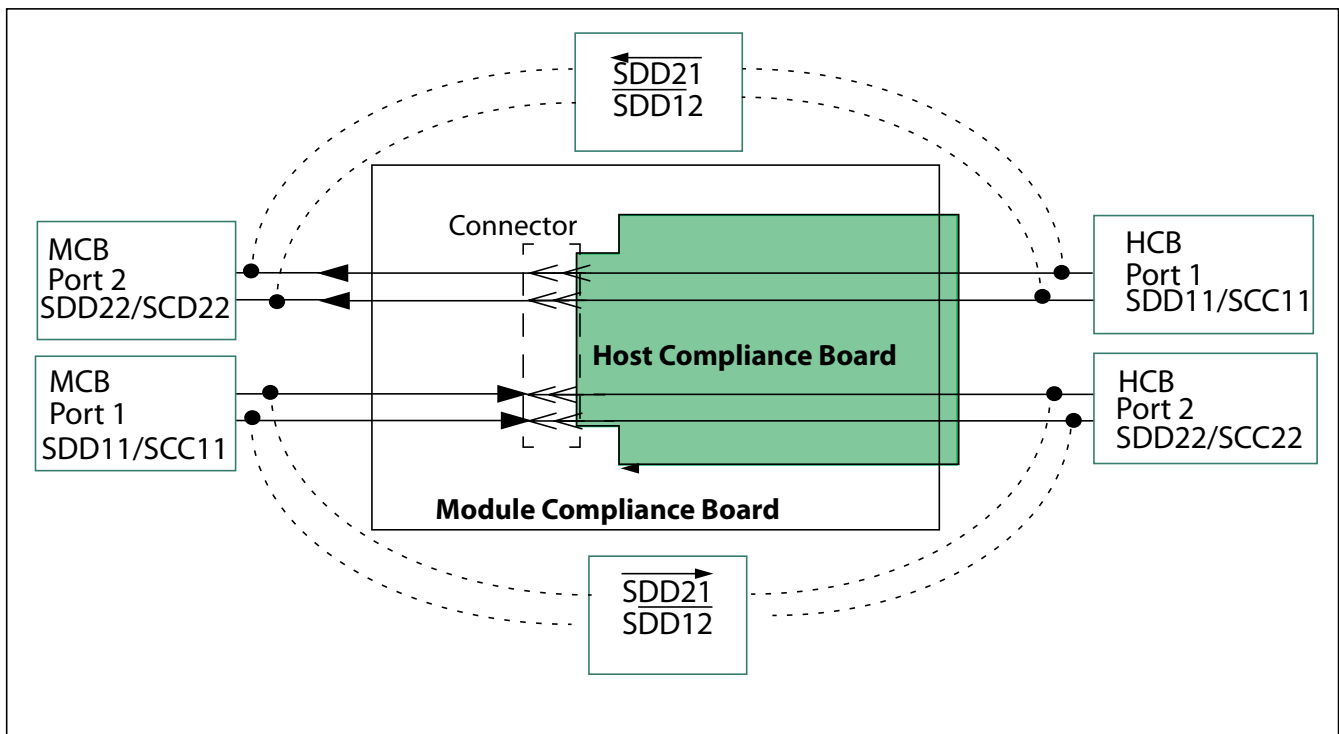 SDD21
SDD12
Connector
MCB
Port 2
SDD22/SCD22
HCB
Port 1
SDD11/SCC11
Host Compliance Board
MCB
Port 1
SDD11/SCC11
HCB
Port 2
SDD22/SCC22
Module Compliance Board
SDD21
SDD12